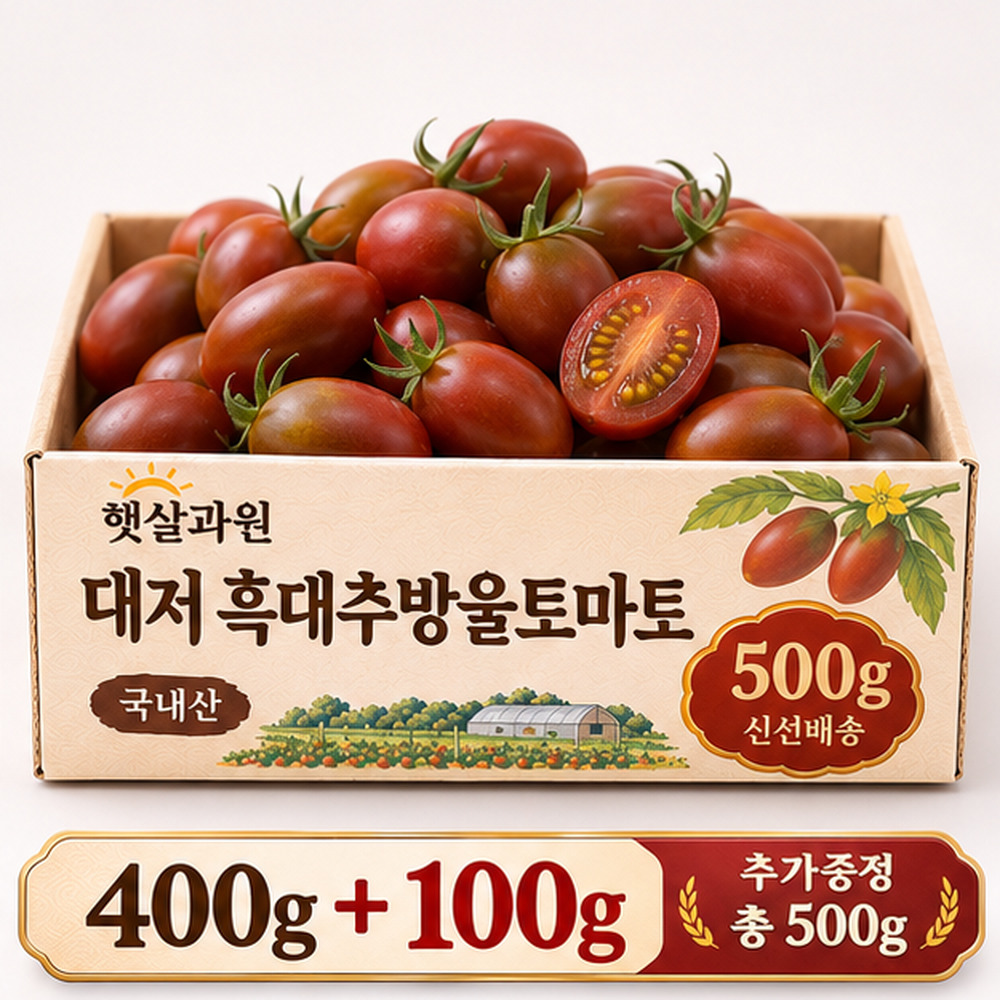 햇살과원
대저 흑대추방울토마토
국내산
500g
신선배송
400g + 100g
추가증정
총 500g